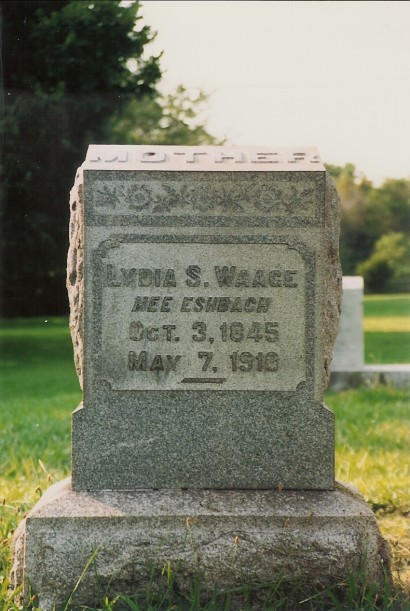 MOTHER
LYDIA S. WAAGE
NEE ESHBACH
OCT. 3, 1845
MAY 7, 1918